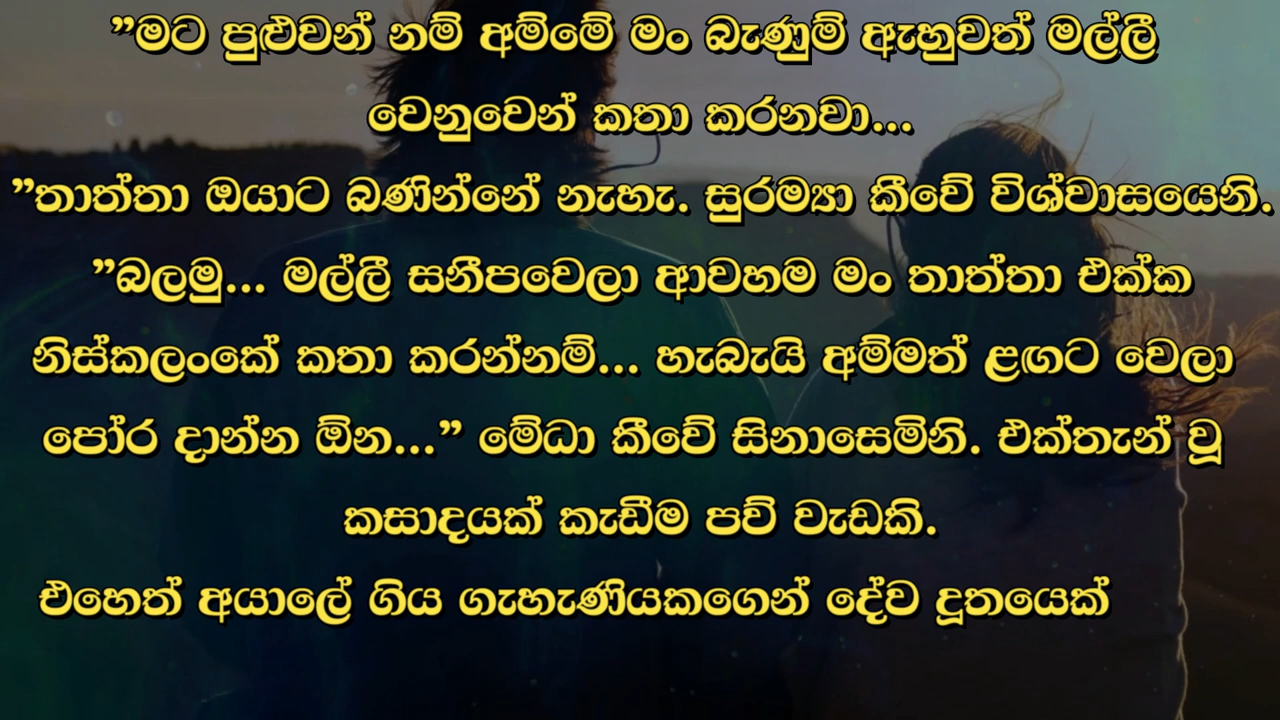 ”මට පුළුවන් නම් අම්මේ මං බැණුම් ඇහුවත් මල්ලී
වෙනුවෙන් කතා කරනවා...
”තාත්තා ඔයාට බණින්නේ නැහැ. සුරම්‍යා කීවේ විශ්වාසයෙනි.
”බලමු... මල්ලී සනීපවෙලා ආවහම මං තාත්තා එක්ක
නිස්කලංකේ කතා කරන්නම්... හැබැයි අම්මත් ළඟට වෙලා
පෝර දාන්න ඕන...” මේධා කීවේ සිනාසෙමිනි. එක්තැන් වූ
කසාදයක් කැඩීම පව් වැඩකි.
එහෙත් අයාලේ ගිය ගැහැණියකගෙන් දේව දූතයෙක්